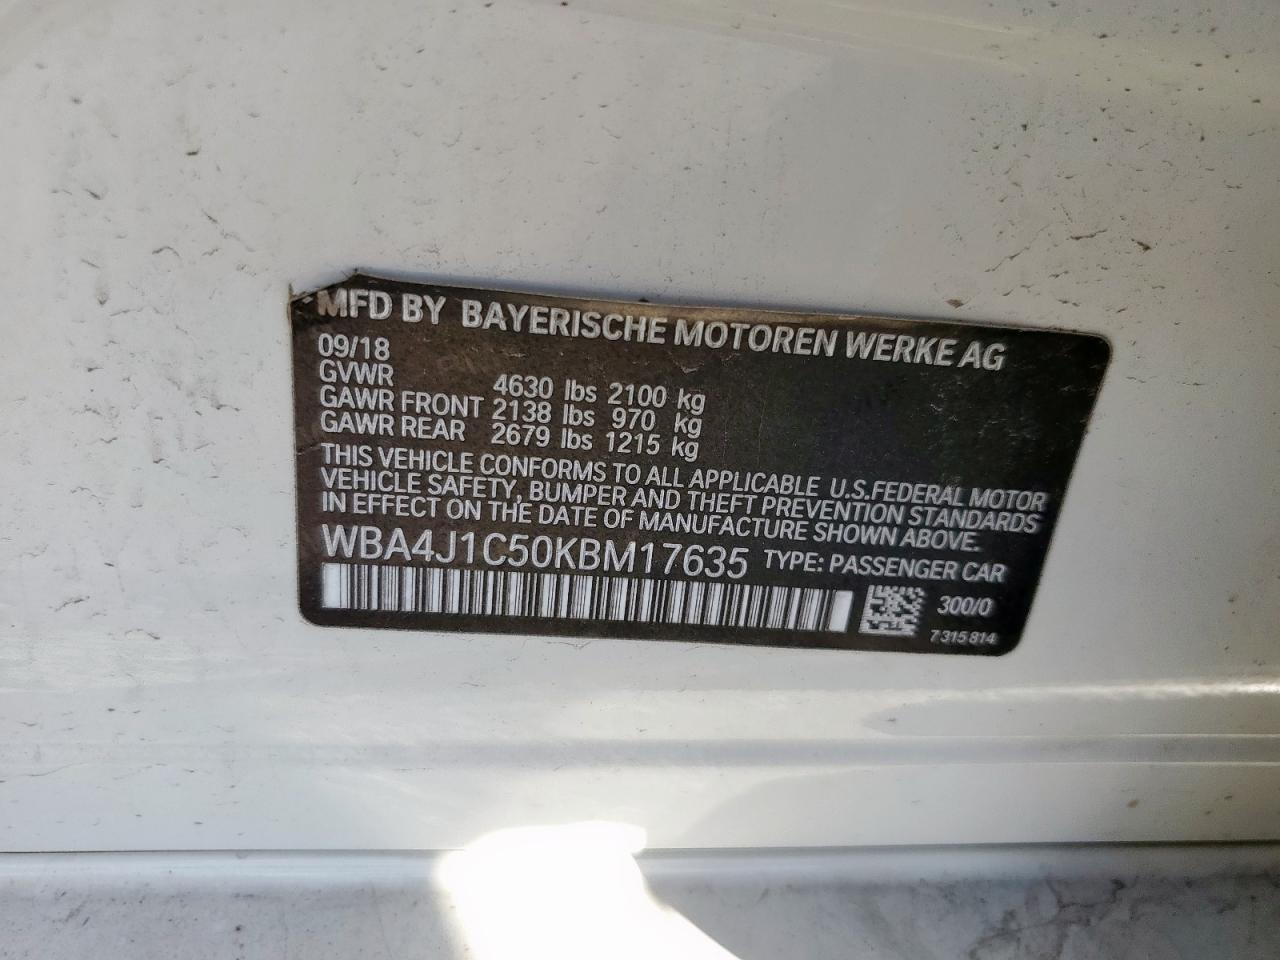 MFD BY BAYERISCHE MOTOREN WERKE AG
09/18
GVWR 4630 lbs 2100 kg
GAWR FRONT 2138 lbs 970 kg
GAWR REAR 2679 lbs 1215 kg
THIS VEHICLE CONFORMS TO ALL APPLICABLE U.S.FEDERAL MOTOR
VEHICLE SAFETY, BUMPER AND THEFT PREVENTION STANDARDS
IN EFFECT ON THE DATE OF MANUFACTURE SHOWN ABOVE.
WBA4J1C50KBM17635 TYPE: PASSENGER CAR
300/0
7 315 814